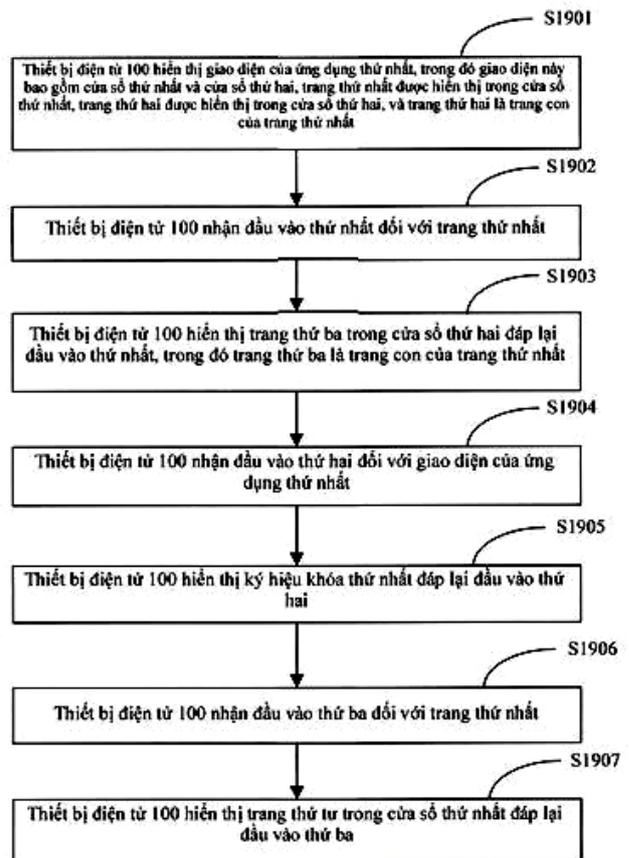 S1901
Thiết bị điện tử 100 hiển thị giao diện của ứng dụng thứ nhất, trong đó giao diện này
bao gồm cửa sổ thứ nhất và cửa sổ thứ hai, trang thứ nhất được hiển thị trong cửa sổ
thứ nhất, trang thứ hai được hiển thị trong cửa sổ thứ hai, và trang thứ hai là trang con
của trang thứ nhất
S1902
Thiết bị điện tử 100 nhận đầu vào thứ nhất đối với trang thứ nhất
S1903
Thiết bị điện tử 100 hiển thị trang thứ ba trong cửa sổ thứ hai đáp lại
đầu vào thứ nhất, trong đó trang thứ ba là trang con của trang thứ nhất
S1904
Thiết bị điện tử 100 nhận đầu vào thứ hai đối với giao diện của ứng
dụng thứ nhất
S1905
Thiết bị điện tử 100 hiển thị ký hiệu khóa thứ nhất đáp lại đầu vào thứ
hai
S1906
Thiết bị điện tử 100 nhận đầu vào thứ ba đối với trang thứ nhất
S1907
Thiết bị điện tử 100 hiển thị trang thứ tư trong cửa sổ thứ nhất đáp lại
đầu vào thứ ba